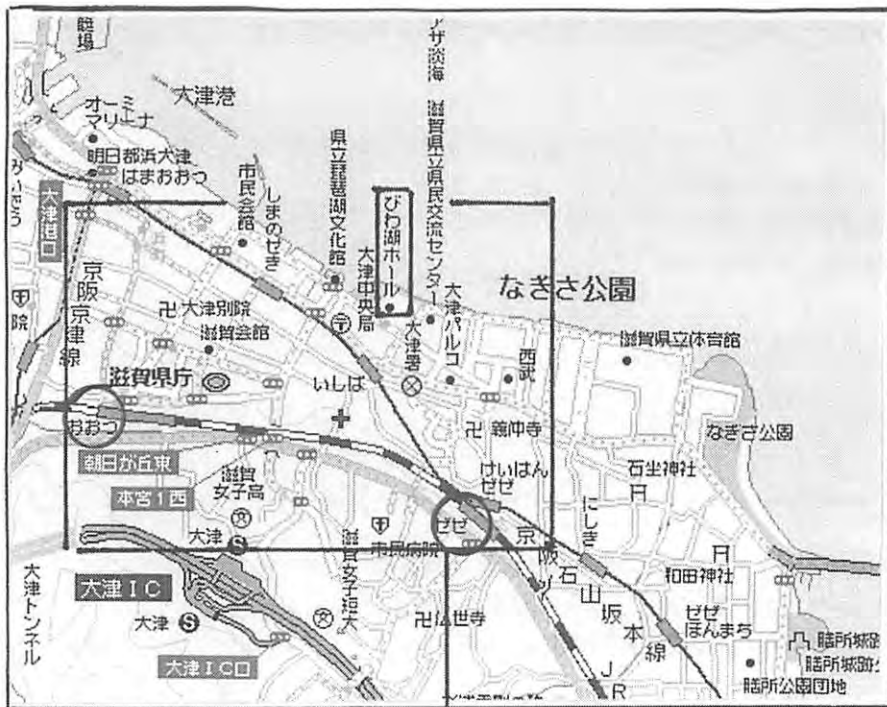 大津港
オーミ
マリーナ
明日都浜大津
はまおおつ
市民会館
しまのせき
県立琵琶湖文化館
大津中央局
びわ湖ホール
滋賀県立県民交流センター
大津港口
京阪京津線
大津別院
滋賀会館
滋賀県庁
大津署
大津パルコ
西武
なぎさ公園
滋賀県立体育館
なぎさ公園
いしば
義仲寺
石坐神社
おおつ
朝日が丘東
本宮1西
滋賀
女子高
けいはん
ぜぜ
ぜぜ
にしき
市民病院
京阪石山坂本線
和田神社
大津
大津IC
大津トンネル
大津
大津IC口
滋賀女子短大
ぜぜ
ほんまち
JR
膳所公園団地